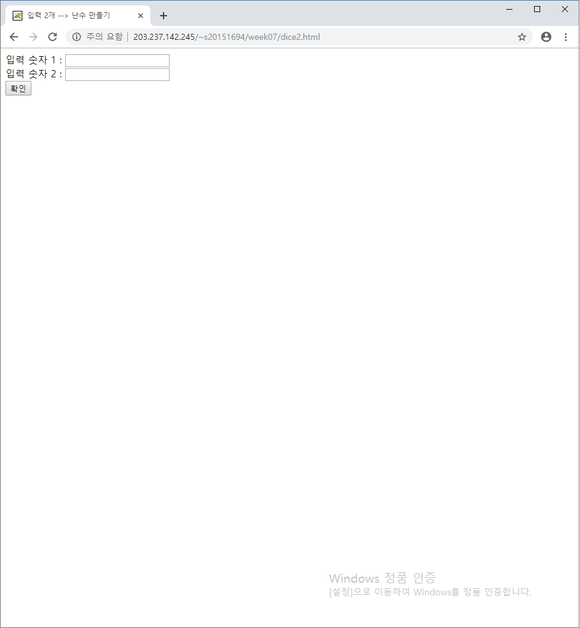 입력 2개 --> 난수 만들기
주의 요함 | 203.237.142.245/~s20151694/week07/dice2.html
입력 숫자 1 :
입력 숫자 2 :
확인
Windows 정품 인증
[설정]으로 이동하여 Windows를 정품 인증합니다.